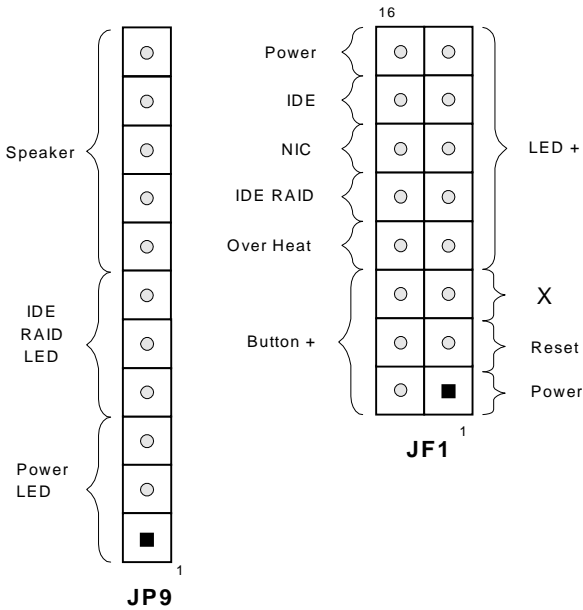 Speaker
IDE
RAID
LED
Power
LED
1
JP9
16
Power
IDE
NIC
IDE RAID
Over Heat
Button +
LED +
X
Reset
Power
1
JF1